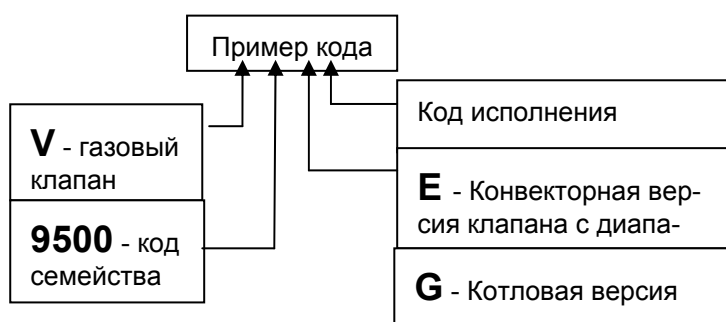 Пример кода
V - газовый
клапан
9500 - код
семейства
Код исполнения
E - Конвекторная вер-
сия клапана с диапа-
G - Котловая версия